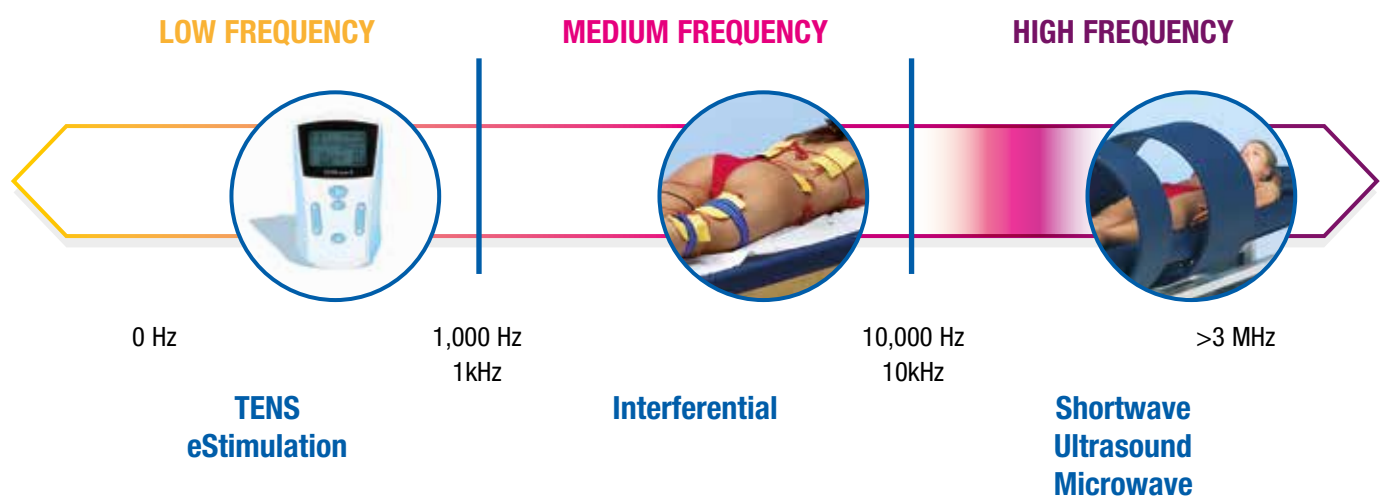 LOW FREQUENCY
MEDIUM FREQUENCY
HIGH FREQUENCY
0 Hz
1,000 Hz
1kHz
10,000 Hz
10kHz
>3 MHz
TENS
eStimulation
Interferential
Shortwave
Ultrasound
Microwave